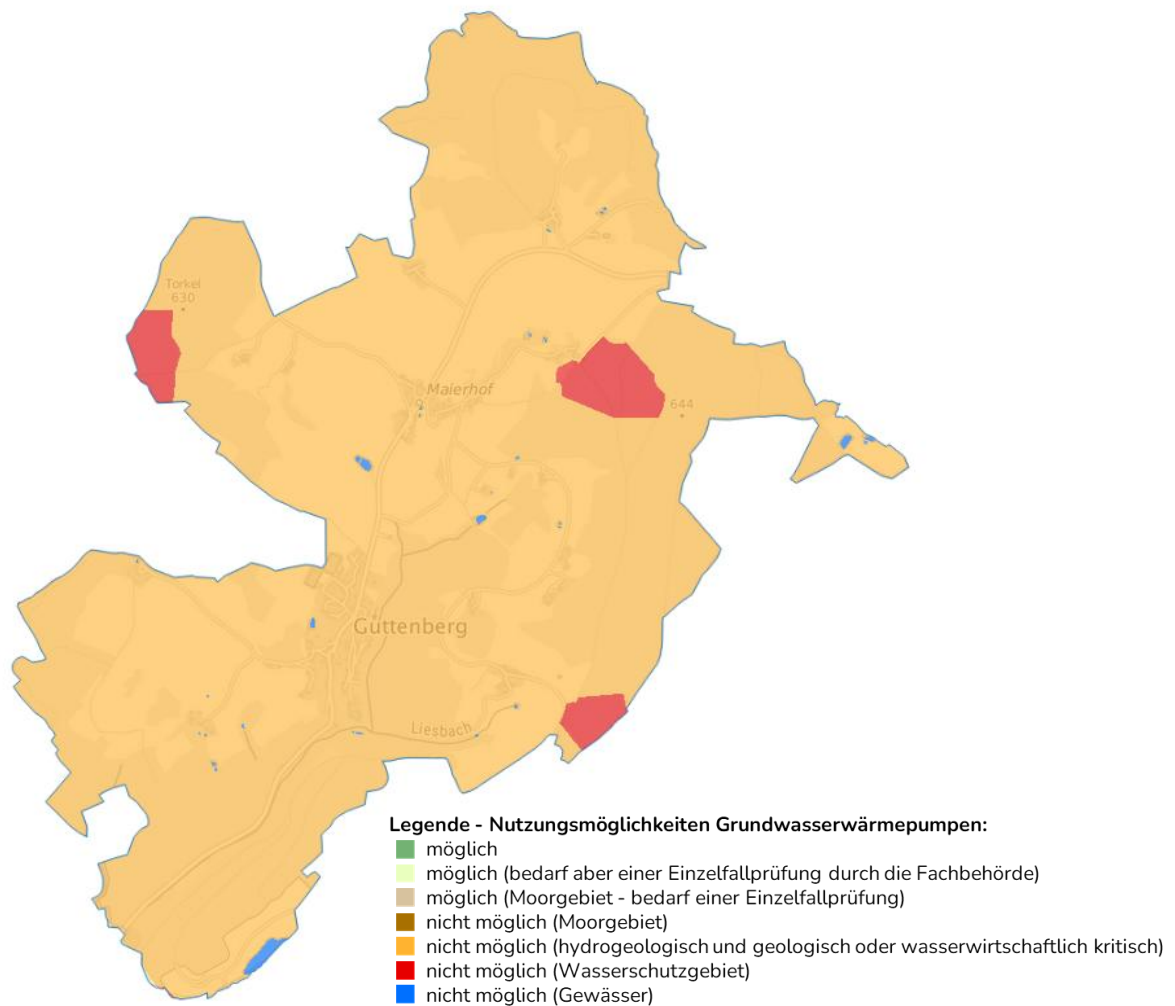 Torkel
630
Maierhof
644
Guttenberg
Liesbach
Legende - Nutzungsmöglichkeiten Grundwasserwärmepumpen:
möglich
möglich (bedarf aber einer Einzelfallprüfung durch die Fachbehörde)
möglich (Moorgebiet - bedarf einer Einzelfallprüfung)
nicht möglich (Moorgebiet)
nicht möglich (hydrogeologisch und geologisch oder wasserwirtschaftlich kritisch)
nicht möglich (Wasserschutzgebiet)
nicht möglich (Gewässer)